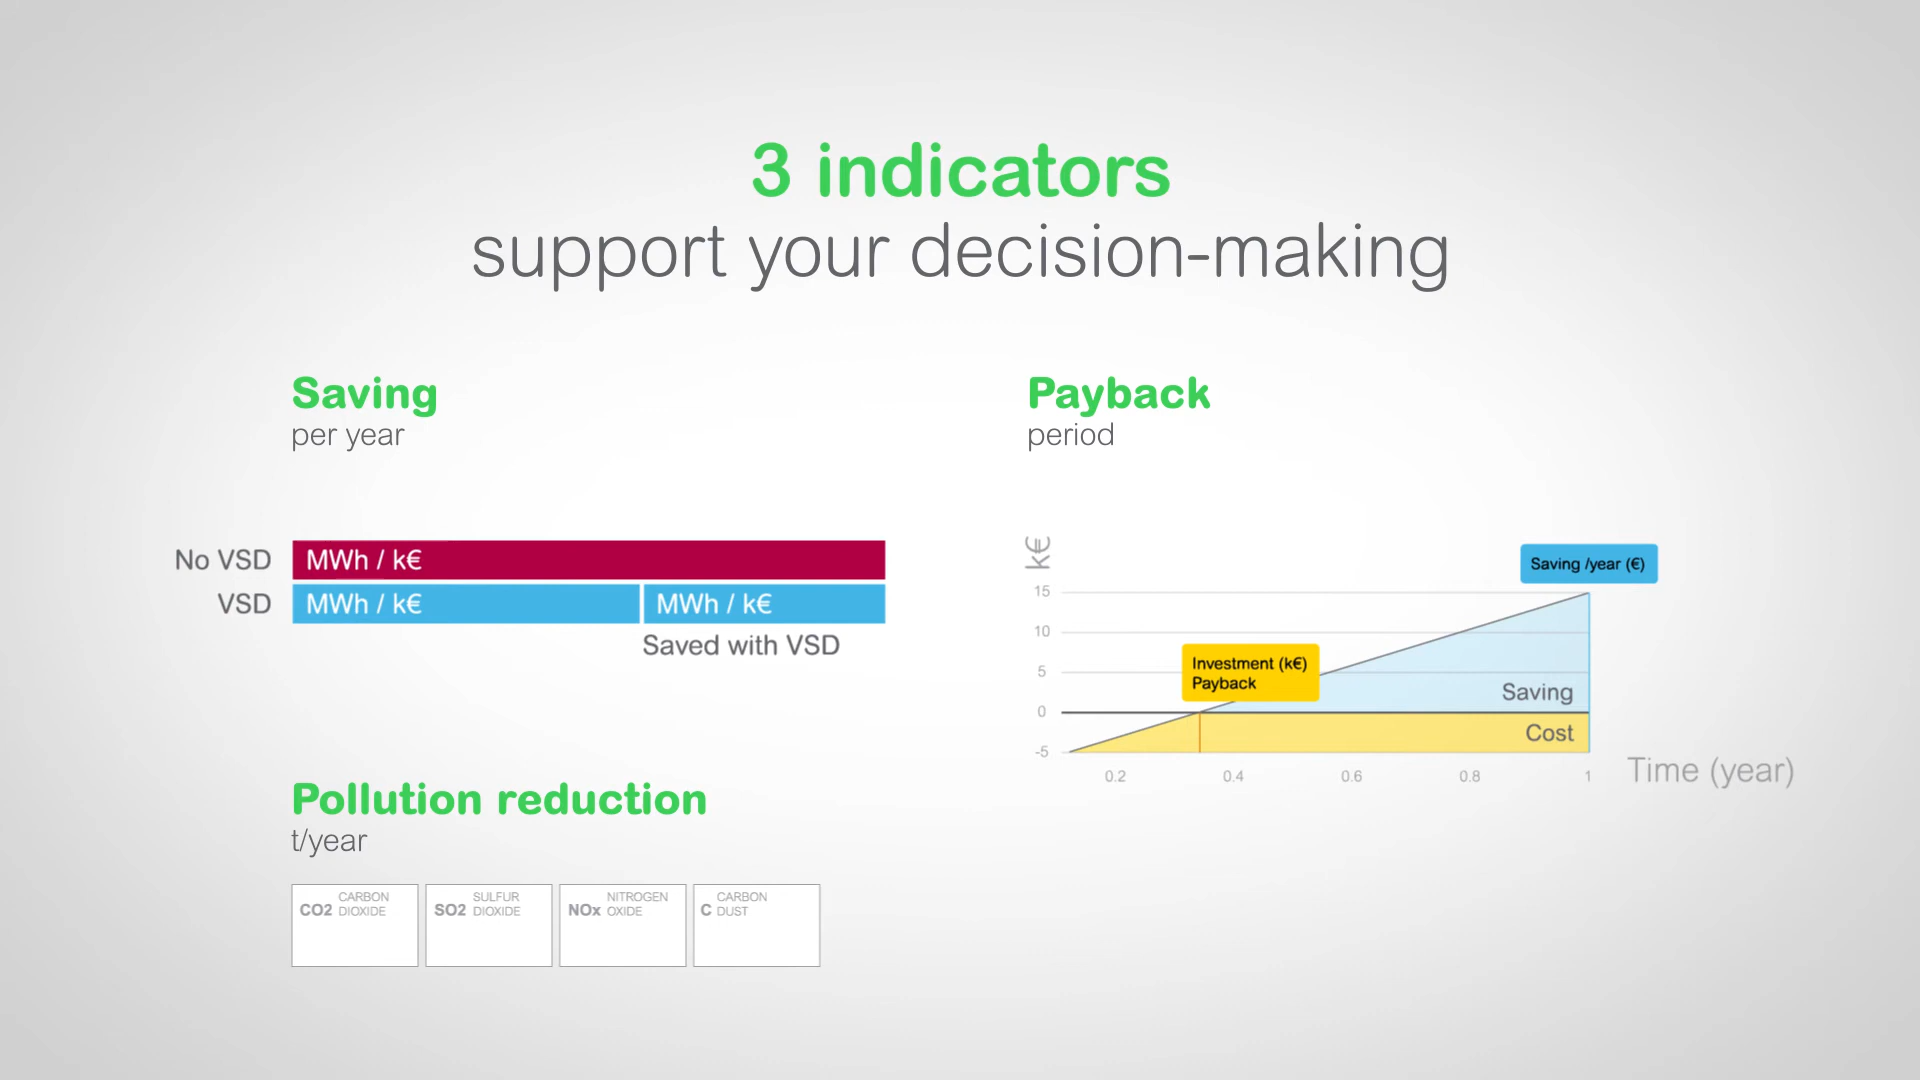 3 indicators
support your decision-making
Saving
per year
No VSD MWh / k€
VSD MWh / k€ MWh / k€
Saved with VSD
Payback
period
k€
Saving /year (€)
15
10
Investment (k€)
Payback
5
Saving
0
Cost
-5
0.2 0.4 0.6 0.8 1
Time (year)
Pollution reduction
t/year
CO2 CARBON DIOXIDE
SO2 SULFUR DIOXIDE
NOx NITROGEN OXIDE
C CARBON DUST